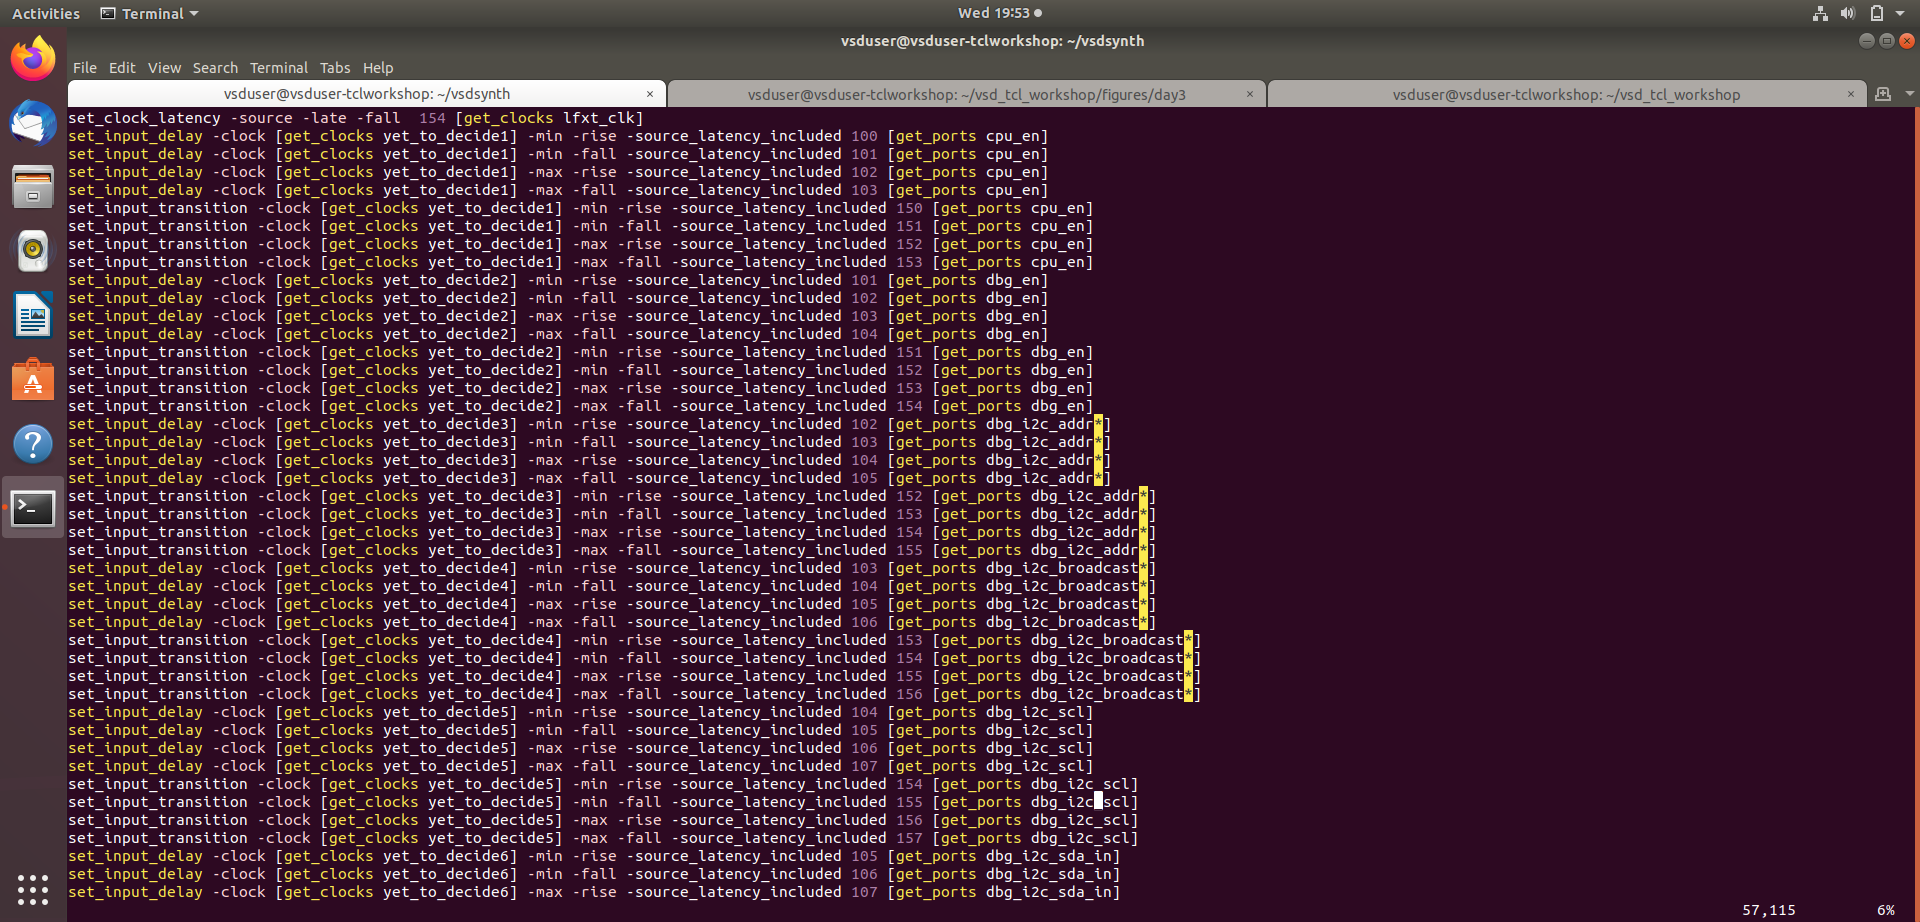 Activities Terminal Wed 19:53
vsduser@vsduser-tclworkshop: ~/vsdsynth
File Edit View Search Terminal Tabs Help
vsduser@vsduser-tclworkshop: ~/vsdsynth × vsduser@vsduser-tclworkshop: ~/vsd_tcl_workshop/figures/day3 × vsduser@vsduser-tclworkshop: ~/vsd_tcl_workshop ×
set_clock_latency -source -late -fall  154 [get_clocks lfxt_clk]
set_input_delay -clock [get_clocks yet_to_decide1] -min -rise -source_latency_included 100 [get_ports cpu_en]
set_input_delay -clock [get_clocks yet_to_decide1] -min -fall -source_latency_included 101 [get_ports cpu_en]
set_input_delay -clock [get_clocks yet_to_decide1] -max -rise -source_latency_included 102 [get_ports cpu_en]
set_input_delay -clock [get_clocks yet_to_decide1] -max -fall -source_latency_included 103 [get_ports cpu_en]
set_input_transition -clock [get_clocks yet_to_decide1] -min -rise -source_latency_included 150 [get_ports cpu_en]
set_input_transition -clock [get_clocks yet_to_decide1] -min -fall -source_latency_included 151 [get_ports cpu_en]
set_input_transition -clock [get_clocks yet_to_decide1] -max -rise -source_latency_included 152 [get_ports cpu_en]
set_input_transition -clock [get_clocks yet_to_decide1] -max -fall -source_latency_included 153 [get_ports cpu_en]
set_input_delay -clock [get_clocks yet_to_decide2] -min -rise -source_latency_included 101 [get_ports dbg_en]
set_input_delay -clock [get_clocks yet_to_decide2] -min -fall -source_latency_included 102 [get_ports dbg_en]
set_input_delay -clock [get_clocks yet_to_decide2] -max -rise -source_latency_included 103 [get_ports dbg_en]
set_input_delay -clock [get_clocks yet_to_decide2] -max -fall -source_latency_included 104 [get_ports dbg_en]
set_input_transition -clock [get_clocks yet_to_decide2] -min -rise -source_latency_included 151 [get_ports dbg_en]
set_input_transition -clock [get_clocks yet_to_decide2] -min -fall -source_latency_included 152 [get_ports dbg_en]
set_input_transition -clock [get_clocks yet_to_decide2] -max -rise -source_latency_included 153 [get_ports dbg_en]
set_input_transition -clock [get_clocks yet_to_decide2] -max -fall -source_latency_included 154 [get_ports dbg_en]
set_input_delay -clock [get_clocks yet_to_decide3] -min -rise -source_latency_included 102 [get_ports dbg_i2c_addr*]
set_input_delay -clock [get_clocks yet_to_decide3] -min -fall -source_latency_included 103 [get_ports dbg_i2c_addr*]
set_input_delay -clock [get_clocks yet_to_decide3] -max -rise -source_latency_included 104 [get_ports dbg_i2c_addr*]
set_input_delay -clock [get_clocks yet_to_decide3] -max -fall -source_latency_included 105 [get_ports dbg_i2c_addr*]
set_input_transition -clock [get_clocks yet_to_decide3] -min -rise -source_latency_included 152 [get_ports dbg_i2c_addr*]
set_input_transition -clock [get_clocks yet_to_decide3] -min -fall -source_latency_included 153 [get_ports dbg_i2c_addr*]
set_input_transition -clock [get_clocks yet_to_decide3] -max -rise -source_latency_included 154 [get_ports dbg_i2c_addr*]
set_input_transition -clock [get_clocks yet_to_decide3] -max -fall -source_latency_included 155 [get_ports dbg_i2c_addr*]
set_input_delay -clock [get_clocks yet_to_decide4] -min -rise -source_latency_included 103 [get_ports dbg_i2c_broadcast*]
set_input_delay -clock [get_clocks yet_to_decide4] -min -fall -source_latency_included 104 [get_ports dbg_i2c_broadcast*]
set_input_delay -clock [get_clocks yet_to_decide4] -max -rise -source_latency_included 105 [get_ports dbg_i2c_broadcast*]
set_input_delay -clock [get_clocks yet_to_decide4] -max -fall -source_latency_included 106 [get_ports dbg_i2c_broadcast*]
set_input_transition -clock [get_clocks yet_to_decide4] -min -rise -source_latency_included 153 [get_ports dbg_i2c_broadcast*]
set_input_transition -clock [get_clocks yet_to_decide4] -min -fall -source_latency_included 154 [get_ports dbg_i2c_broadcast*]
set_input_transition -clock [get_clocks yet_to_decide4] -max -rise -source_latency_included 155 [get_ports dbg_i2c_broadcast*]
set_input_transition -clock [get_clocks yet_to_decide4] -max -fall -source_latency_included 156 [get_ports dbg_i2c_broadcast*]
set_input_delay -clock [get_clocks yet_to_decide5] -min -rise -source_latency_included 104 [get_ports dbg_i2c_scl]
set_input_delay -clock [get_clocks yet_to_decide5] -min -fall -source_latency_included 105 [get_ports dbg_i2c_scl]
set_input_delay -clock [get_clocks yet_to_decide5] -max -rise -source_latency_included 106 [get_ports dbg_i2c_scl]
set_input_delay -clock [get_clocks yet_to_decide5] -max -fall -source_latency_included 107 [get_ports dbg_i2c_scl]
set_input_transition -clock [get_clocks yet_to_decide5] -min -rise -source_latency_included 154 [get_ports dbg_i2c_scl]
set_input_transition -clock [get_clocks yet_to_decide5] -min -fall -source_latency_included 155 [get_ports dbg_i2c_scl]
set_input_transition -clock [get_clocks yet_to_decide5] -max -rise -source_latency_included 156 [get_ports dbg_i2c_scl]
set_input_transition -clock [get_clocks yet_to_decide5] -max -fall -source_latency_included 157 [get_ports dbg_i2c_scl]
set_input_delay -clock [get_clocks yet_to_decide6] -min -rise -source_latency_included 105 [get_ports dbg_i2c_sda_in]
set_input_delay -clock [get_clocks yet_to_decide6] -min -fall -source_latency_included 106 [get_ports dbg_i2c_sda_in]
set_input_delay -clock [get_clocks yet_to_decide6] -max -rise -source_latency_included 107 [get_ports dbg_i2c_sda_in]
57,115 6%